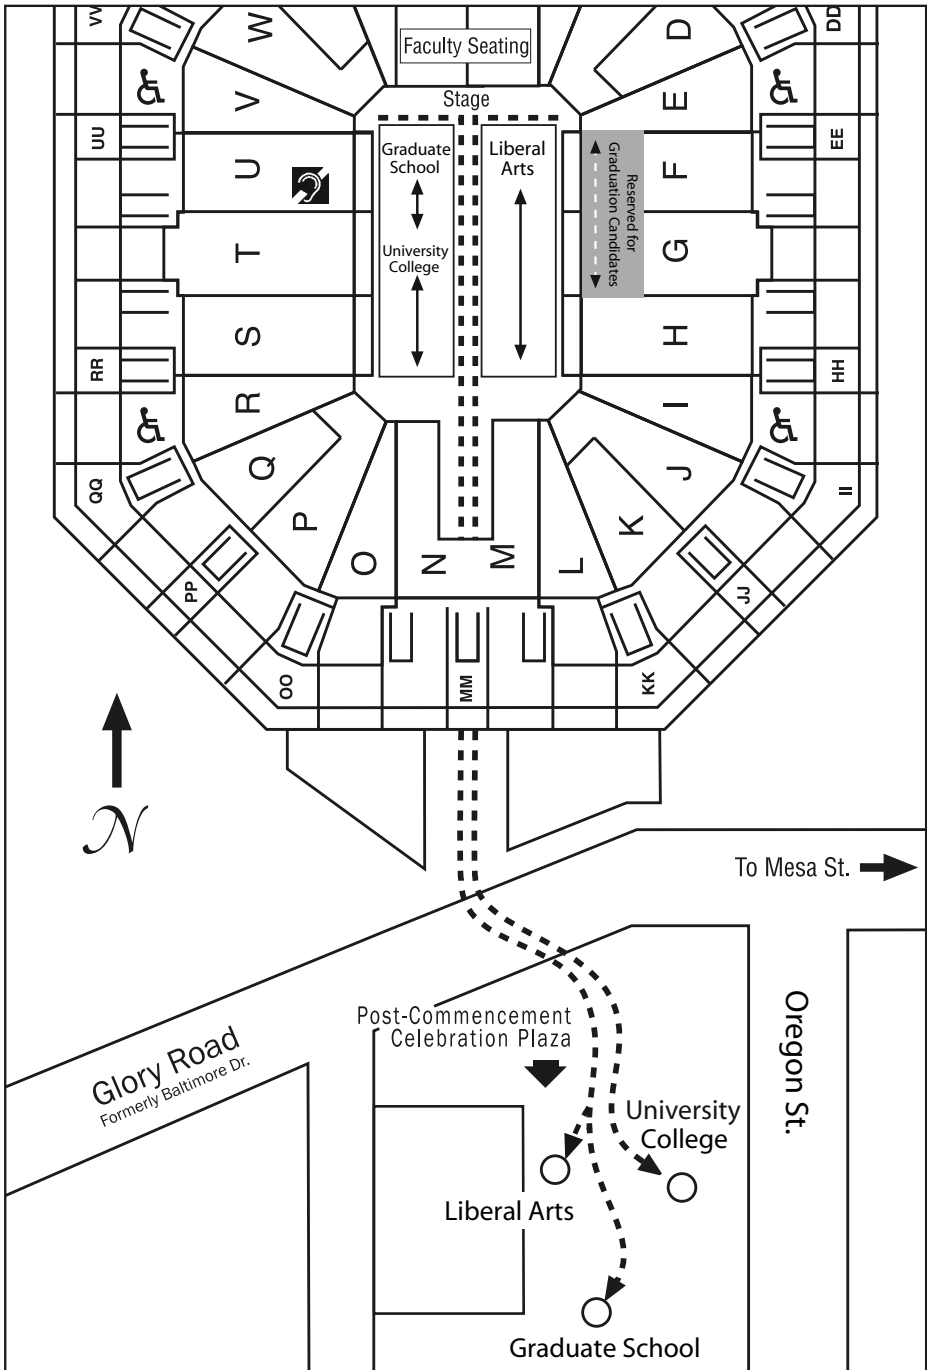 VV
W
Faculty Seating
D
DD
V
Stage
E
UU
Graduate
School
Liberal
Arts
U
Reserved for
Graduation Candidates
F
EE
T
University
College
G
S
H
RR
HH
R
I
QQ
Q
J
II
P
K
O
N
M
L
PP
JJ
OO
MM
KK
N
To Mesa St.
Post-Commencement
Celebration Plaza
Oregon St.
Glory Road
Formerly Baltimore Dr.
University
College
Liberal Arts
Graduate School